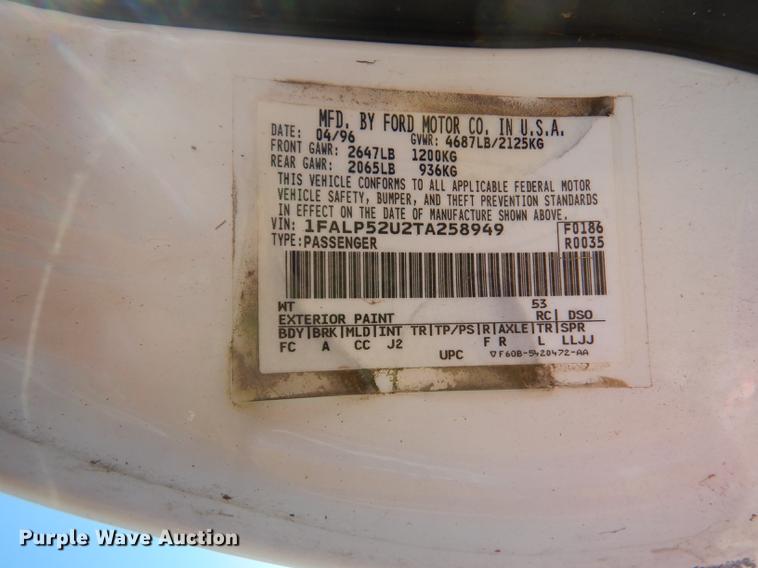 MFD. BY FORD MOTOR CO. IN U.S.A.
DATE: 04/96 GVWR: 4687LB/2125KG
FRONT GAWR: 2647LB 1200KG
REAR GAWR: 2065LB 936KG
THIS VEHICLE CONFORMS TO ALL APPLICABLE FEDERAL MOTOR
VEHICLE SAFETY, BUMPER, AND THEFT PREVENTION STANDARDS
IN EFFECT ON THE DATE OF MANUFACTURE SHOWN ABOVE.
VIN: 1FALP52U2TA258949 F0186
TYPE: PASSENGER R0035
WT 53
EXTERIOR PAINT RC| DSO
BDY|BRK|MLD|INT TR|TP/PS|R|AXLE|TR|SPR
FC A CC J2 F R L LLJJ
UPC ▽F60B-5420472-AA
Purple Wave Auction